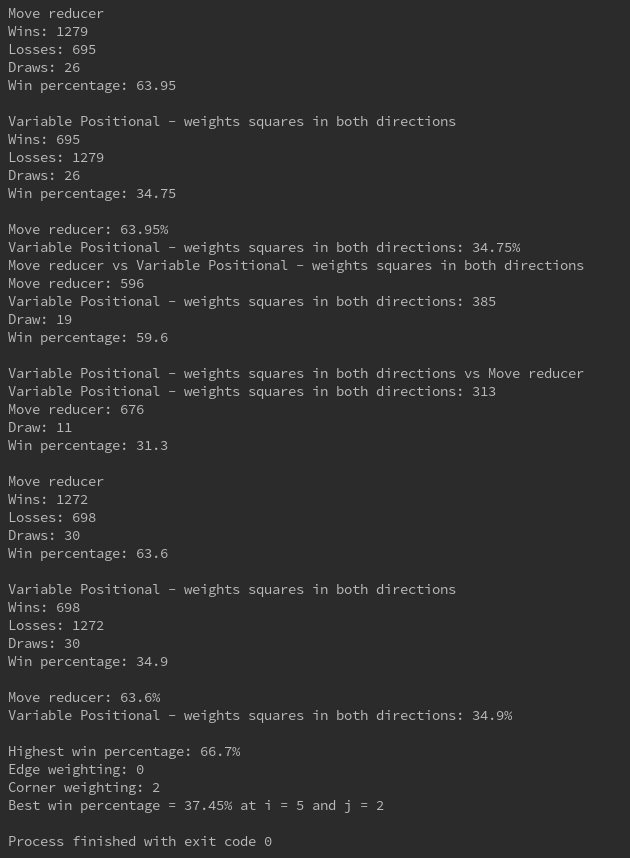 Move reducer
Wins: 1279
Losses: 695
Draws: 26
Win percentage: 63.95
Variable Positional - weights squares in both directions
Wins: 695
Losses: 1279
Draws: 26
Win percentage: 34.75
Move reducer: 63.95%
Variable Positional - weights squares in both directions: 34.75%
Move reducer vs Variable Positional - weights squares in both directions
Move reducer: 596
Variable Positional - weights squares in both directions: 385
Draw: 19
Win percentage: 59.6
Variable Positional - weights squares in both directions vs Move reducer
Variable Positional - weights squares in both directions: 313
Move reducer: 676
Draw: 11
Win percentage: 31.3
Move reducer
Wins: 1272
Losses: 698
Draws: 30
Win percentage: 63.6
Variable Positional - weights squares in both directions
Wins: 698
Losses: 1272
Draws: 30
Win percentage: 34.9
Move reducer: 63.6%
Variable Positional - weights squares in both directions: 34.9%
Highest win percentage: 66.7%
Edge weighting: 0
Corner weighting: 2
Best win percentage = 37.45% at i = 5 and j = 2
Process finished with exit code 0